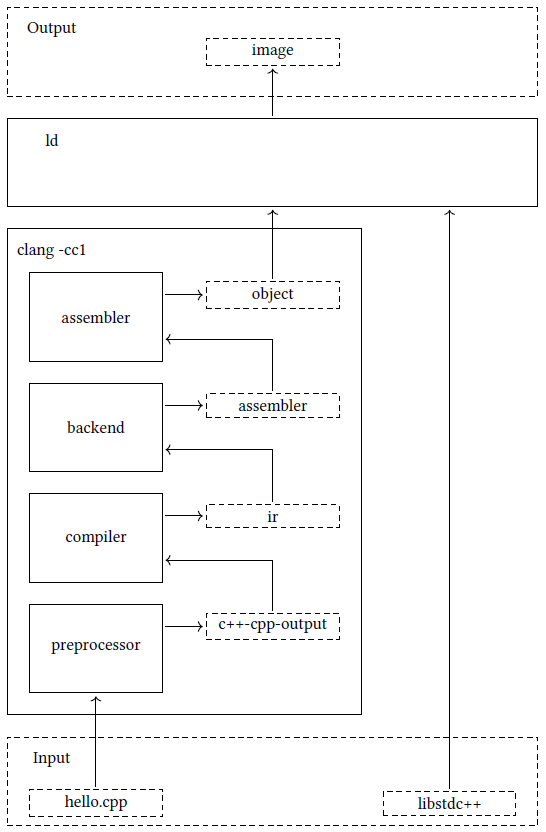 Output
image
ld
clang -cc1
object
assembler
assembler
backend
ir
compiler
c++-cpp-output
preprocessor
Input
hello.cpp
libstdc++